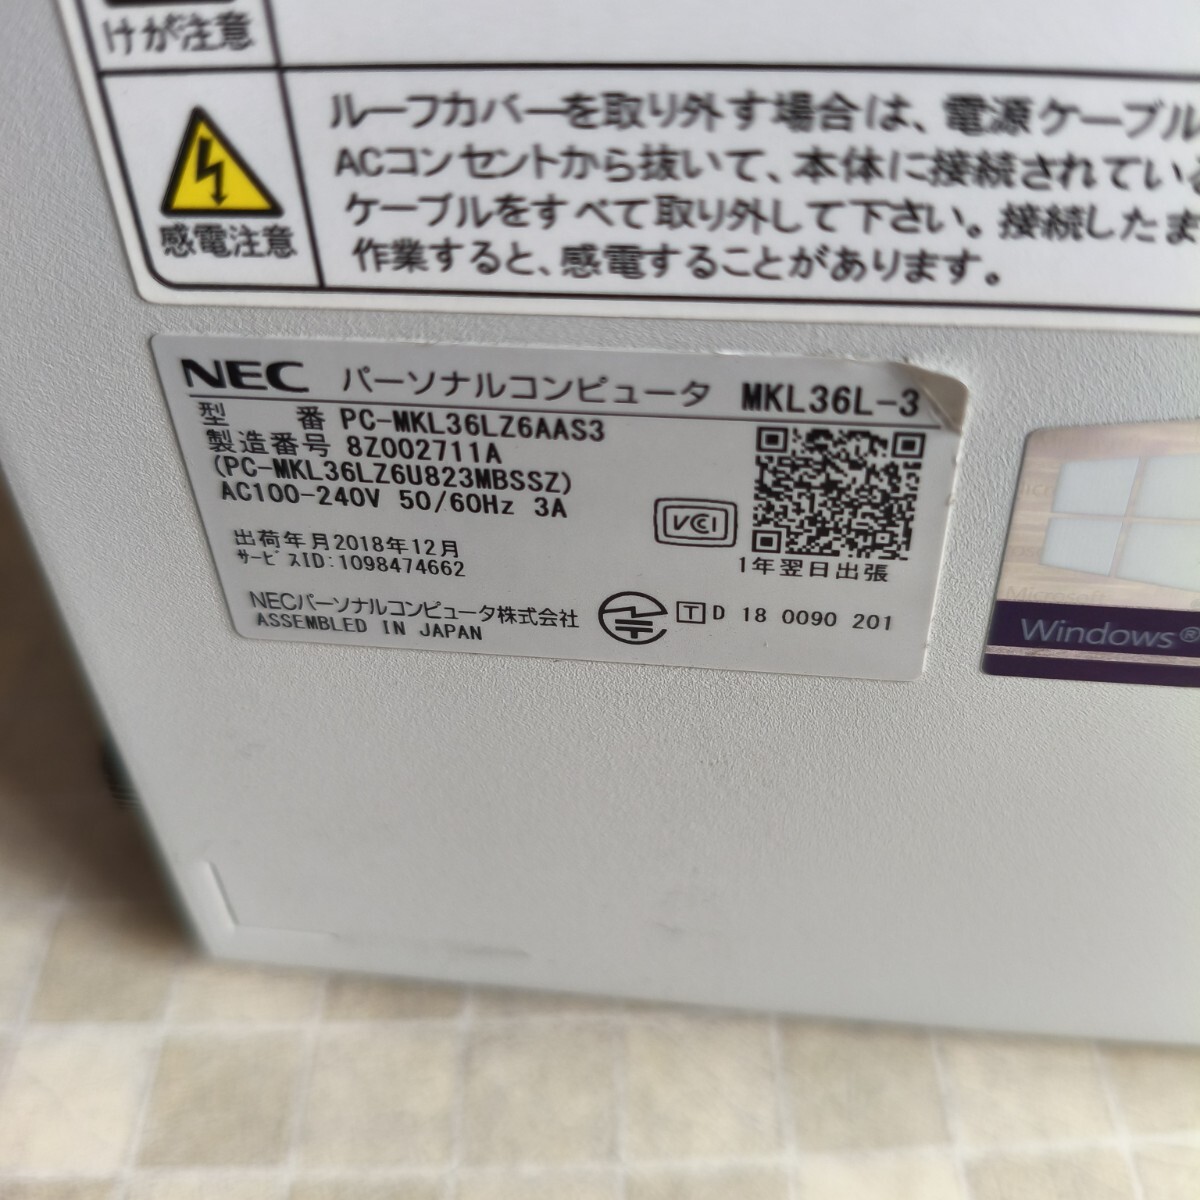 けが注意
ルーフカバーを取り外す場合は、電源ケーブル
ACコンセントから抜いて、本体に接続されている
ケーブルをすべて取り外して下さい。接続したま
作業すると、感電することがあります。
感電注意
NEC パーソナルコンピュータ MKL36L-3
型 番 PC-MKL36LZ6AAS3
製造番号 8Z002711A
(PC-MKL36LZ6U823MBSSZ)
AC100-240V 50/60Hz 3A
VCCI
出荷年月2018年12月
サービスID:1098474662
1年翌日出張
NECパーソナルコンピュータ株式会社
ASSEMBLED IN JAPAN
T D 18 0090 201
Microsoft
Windows®